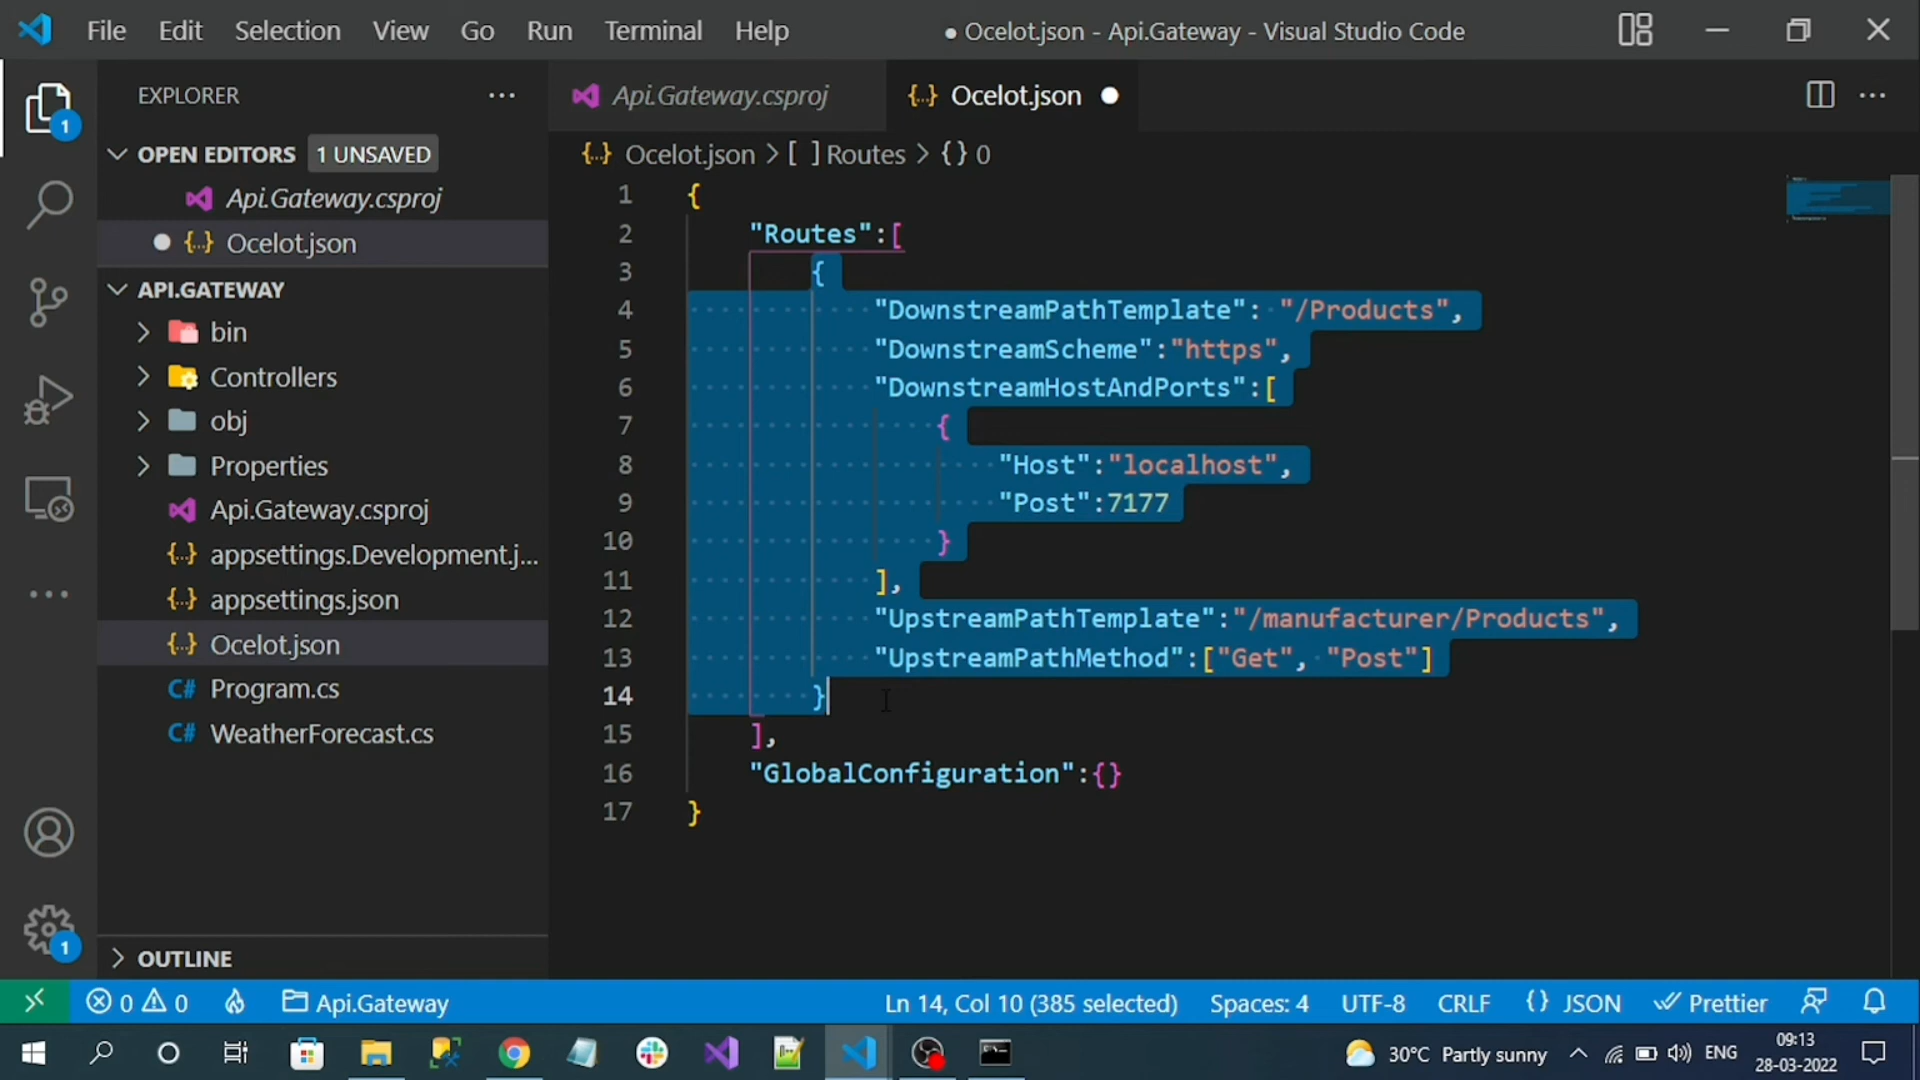 File Edit Selection View Go Run Terminal Help
● Ocelot.json - Api.Gateway - Visual Studio Code
EXPLORER
Api.Gateway.csproj
{..} Ocelot.json
1
OPEN EDITORS 1 UNSAVED
{..} Ocelot.json > [ ] Routes > {} 0
Api.Gateway.csproj
{..} Ocelot.json
API.GATEWAY
bin
Controllers
obj
Properties
Api.Gateway.csproj
{..} appsettings.Development.j...
{..} appsettings.json
{..} Ocelot.json
C# Program.cs
C# WeatherForecast.cs
1
OUTLINE
1 {
2 "Routes":[
3 {
4 "DownstreamPathTemplate": "/Products",
5 "DownstreamScheme":"https",
6 "DownstreamHostAndPorts":[
7 {
8 "Host":"localhost",
9 "Post":7177
10 }
11 ],
12 "UpstreamPathTemplate":"/manufacturer/Products",
13 "UpstreamPathMethod":["Get", "Post"]
14 }
15 ],
16 "GlobalConfiguration":{}
17 }
0 0 Api.Gateway Ln 14, Col 10 (385 selected) Spaces: 4 UTF-8 CRLF {} JSON Prettier
30°C Partly sunny ENG 09:13
28-03-2022